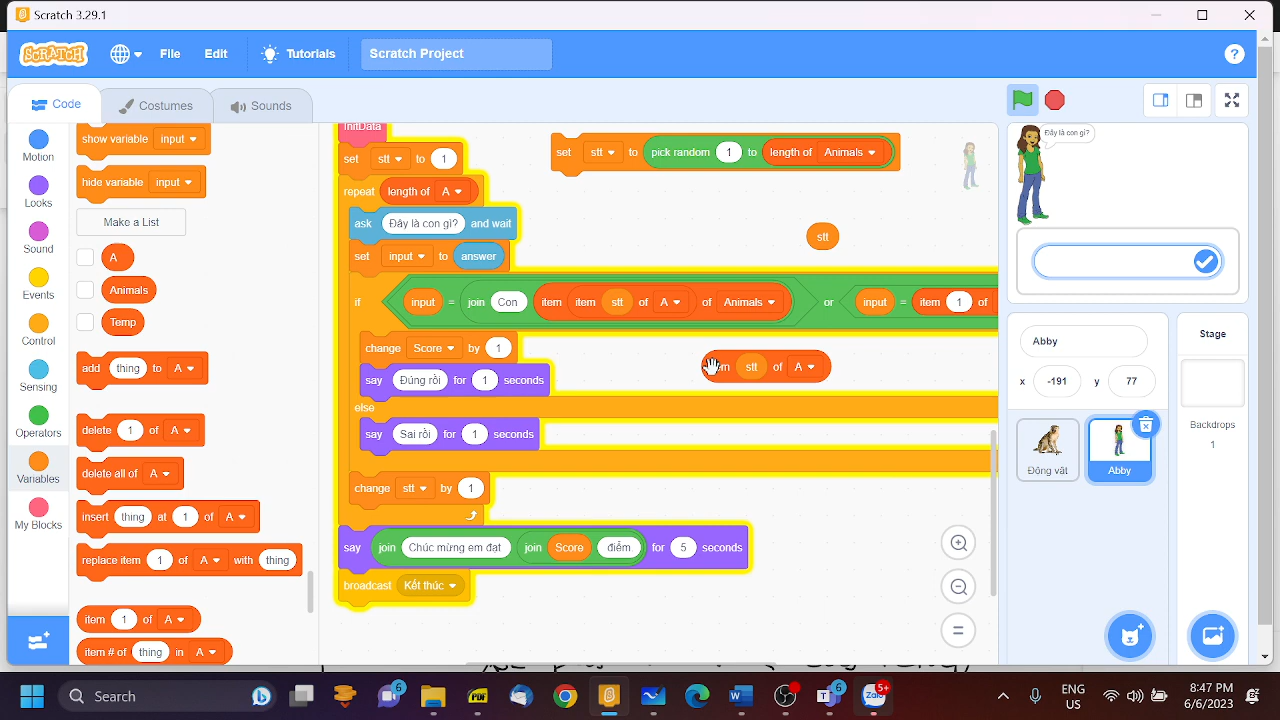 Scratch 3.29.1
SCRATCH
File Edit Tutorials Scratch Project
Code Costumes Sounds
Motion
Looks
Sound
Events
Control
Sensing
Operators
Variables
My Blocks
show variable input
hide variable input
Make a List
A
Animals
Temp
add thing to A
delete 1 of A
delete all of A
insert thing at 1 of A
replace item 1 of A with thing
item 1 of A
item # of thing in A
InitData
set stt to 1
repeat length of A
ask Đây là con gì? and wait
set input to answer
if input = join Con item item stt of A of Animals or input = item 1 of
change Score by 1
say Đúng rồi for 1 seconds
else
say Sai rồi for 1 seconds
change stt by 1
say join Chúc mừng em đạt join Score điểm for 5 seconds
broadcast Kết thúc
set stt to pick random 1 to length of Animals
stt
stt of A
Đây là con gì?
Abby
x -191 y 77
Động vật
Abby
Stage
Backdrops
1
Search
6
PDF
6
5+
Zalo
ENG
US
8:47 PM
6/6/2023